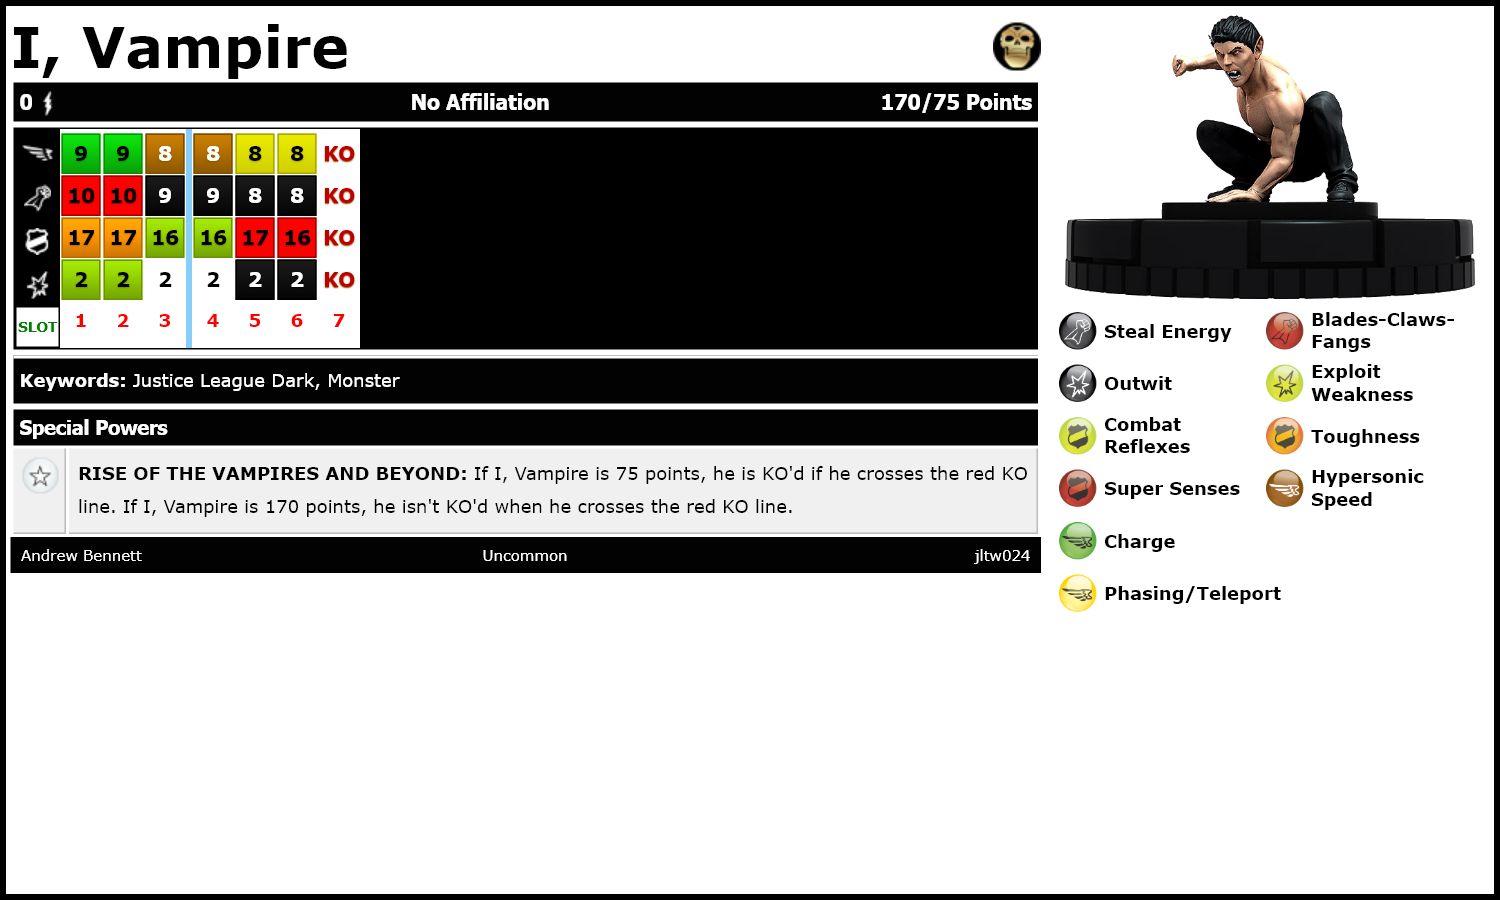 I, Vampire
0 No Affiliation 170/75 Points
9 9 8 8 8 8 KO
10 10 9 9 8 8 KO
17 17 16 16 17 16 KO
2 2 2 2 2 2 KO
SLOT 1 2 3 4 5 6 7
Keywords: Justice League Dark, Monster
Special Powers
RISE OF THE VAMPIRES AND BEYOND: If I, Vampire is 75 points, he is KO'd if he crosses the red KO
line. If I, Vampire is 170 points, he isn't KO'd when he crosses the red KO line.
Andrew Bennett Uncommon jltw024
Steal Energy
Blades-Claws-
Fangs
Outwit
Exploit
Weakness
Combat
Reflexes
Toughness
Super Senses
Hypersonic
Speed
Charge
Phasing/Teleport